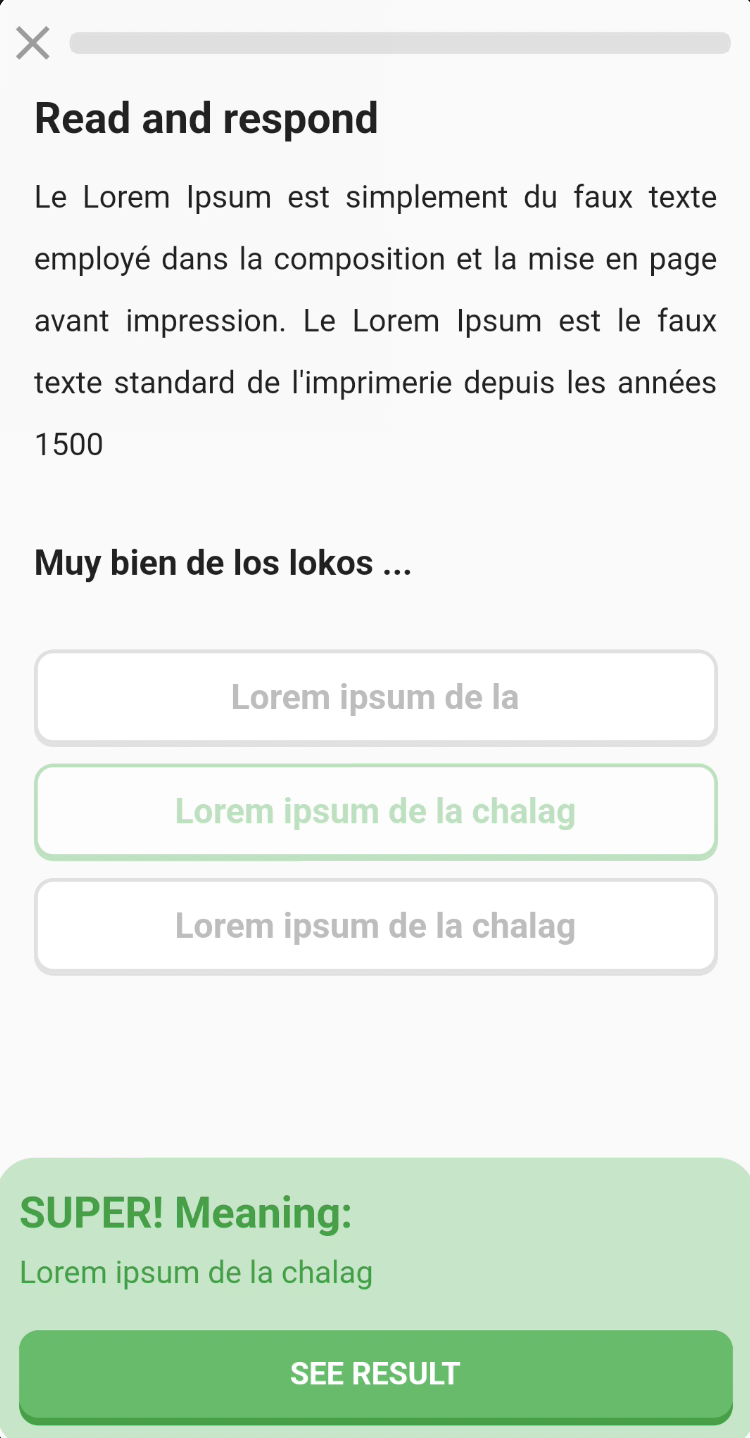 Read and respond
Le Lorem Ipsum est simplement du faux texte
employé dans la composition et la mise en page
avant impression. Le Lorem Ipsum est le faux
texte standard de l'imprimerie depuis les années
1500
Muy bien de los lokos ...
Lorem ipsum de la
Lorem ipsum de la chalag
Lorem ipsum de la chalag
SUPER! Meaning:
Lorem ipsum de la chalag
SEE RESULT